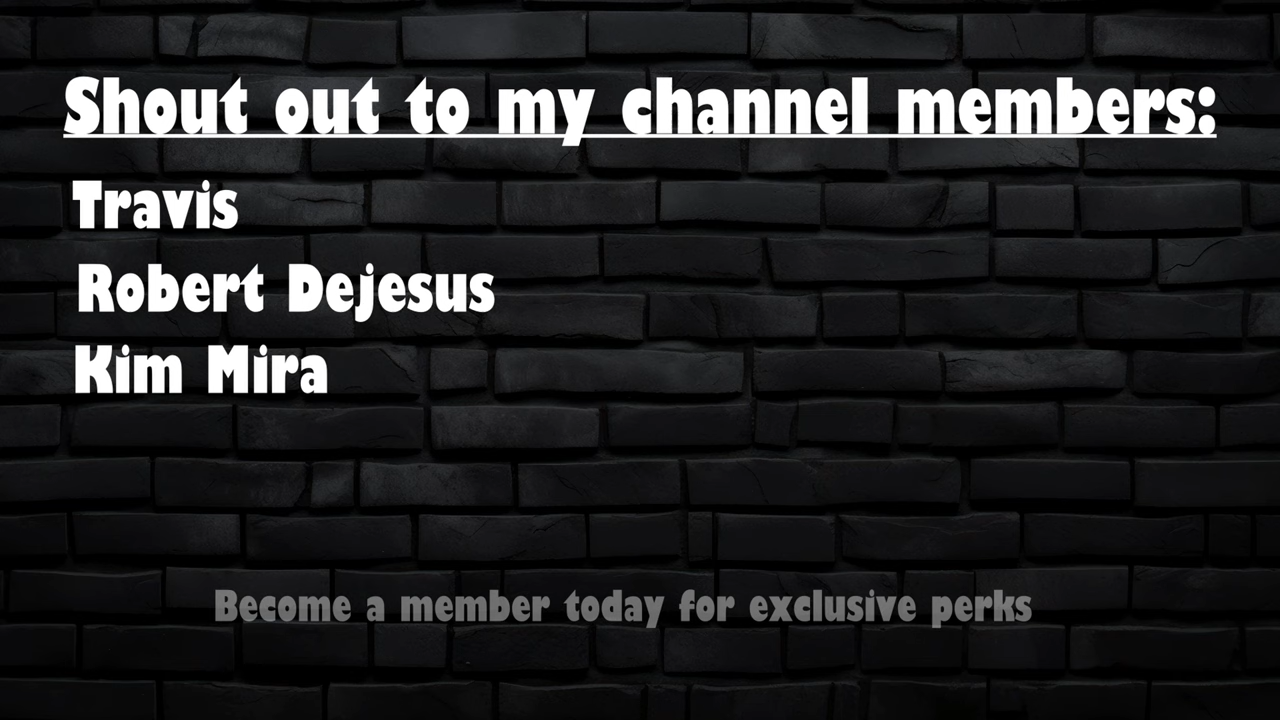 Shout out to my channel members:
Travis
Robert Dejesus
Kim Mira
Become a member today for exclusive perks